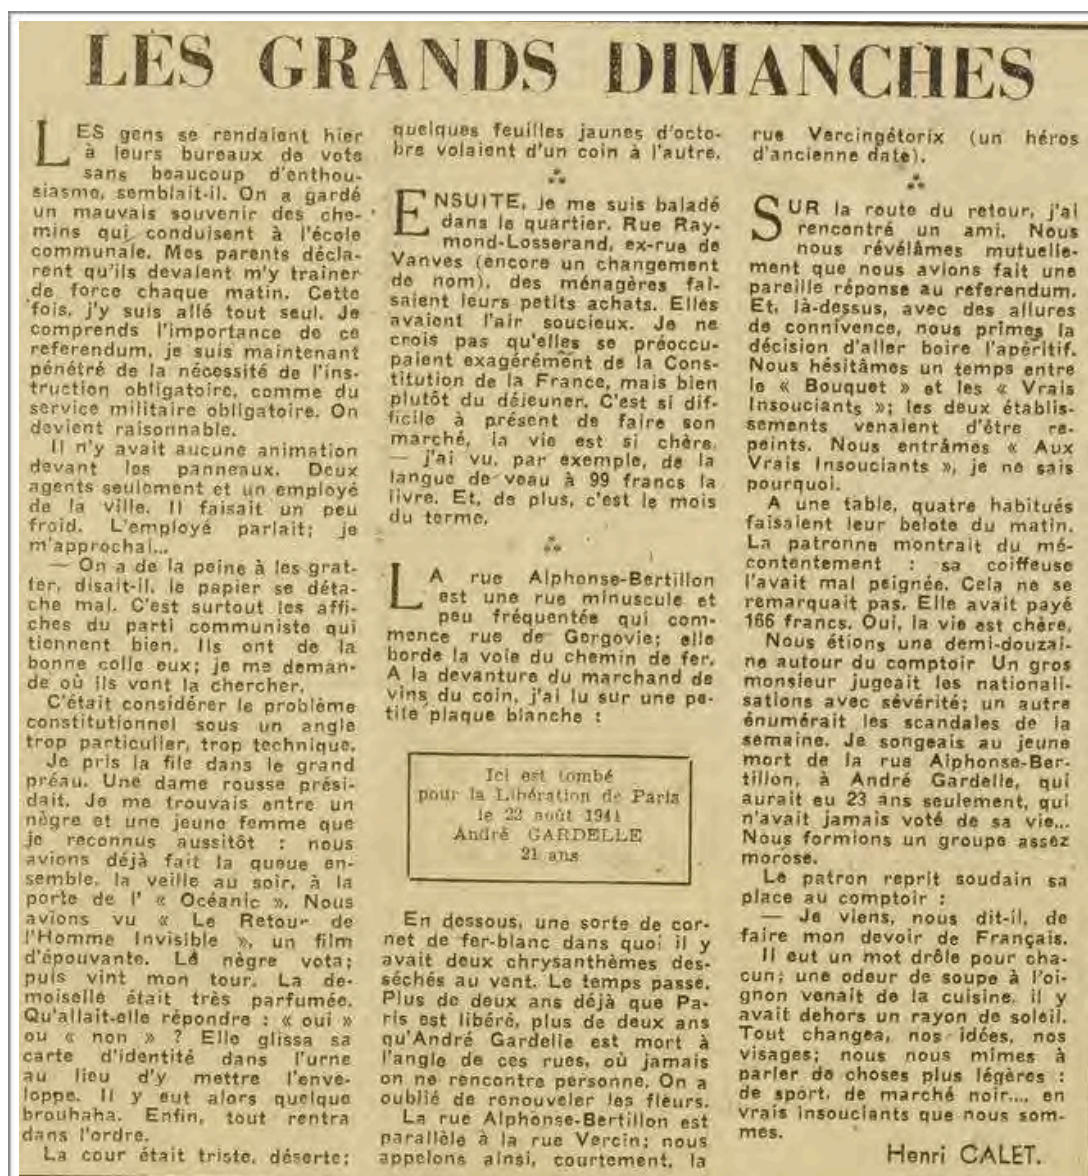 LES GRANDS DIMANCHES
LES gens se rendaient hier
à leurs bureaux de vote
sans beaucoup d'enthou-
siasme, semblait-il. On a gardé
un mauvais souvenir des che-
mins qui conduisent à l'école
communale. Mes parents décla-
rent qu'ils devaient m'y traîner
de force chaque matin. Cette
fois, j'y suis allé tout seul. Je
comprends l'importance de ce
referendum, je suis maintenant
pénétré de la nécessité de l'ins-
truction obligatoire, comme du
service militaire obligatoire. On
devient raisonnable.
Il n'y avait aucune animation
devant les panneaux. Deux
agents seulement et un employé
de la ville. Il faisait un peu
froid. L'employé parlait; je
m'approchai...
— On a de la peine à les grat-
ter, disait-il, le papier se déta-
che mal. C'est surtout les affi-
ches du parti communiste qui
tiennent bien. Ils ont de la
bonne colle eux; je me deman-
de où ils vont la chercher.
C'était considérer le problème
constitutionnel sous un angle
trop particulier, trop technique.
Je pris la file dans le grand
préau. Une dame rousse prési-
dait. Je me trouvais entre un
nègre et une jeune femme que
je reconnus aussitôt : nous
avions déjà fait la queue en-
semble, la veille au soir, à la
porte de l' « Océanic ». Nous
avions vu « Le Retour de
l'Homme Invisible », un film
d'épouvante. Le nègre vota;
puis vint mon tour. La de-
moiselle était très parfumée.
Qu'allait-elle répondre : « oui »
ou « non » ? Elle glissa sa
carte d'identité dans l'urne
au lieu d'y mettre l'enve-
loppe. Il y eut alors quelque
brouhaha. Enfin, tout rentra
dans l'ordre.
La cour était triste, déserte;
quelques feuilles jaunes d'octo-
bre volaient d'un coin à l'autre.
ENSUITE, je me suis baladé
dans le quartier. Rue Ray-
mond-Losserand, ex-rue de
Vanves (encore un changement
de nom), des ménagères fai-
saient leurs petits achats. Elles
avaient l'air soucieux. Je ne
crois pas qu'elles se préoccu-
paient exagérément de la Cons-
titution de la France, mais bien
plutôt du déjeuner. C'est si dif-
ficile à présent de faire son
marché, la vie est si chère.
— j'ai vu, par exemple, de la
langue de veau à 99 francs la
livre. Et, de plus, c'est le mois
du terme.
LA rue Alphonse-Bertillon
est une rue minuscule et
peu fréquentée qui com-
mence rue de Gergovie; elle
borde la voie du chemin de fer.
A la devanture du marchand de
vins du coin, j'ai lu sur une pe-
tite plaque blanche :
Ici est tombé
pour la Libération de Paris
le 22 août 1944
André GARDELLE
21 ans
En dessous, une sorte de cor-
net de fer-blanc dans quoi il y
avait deux chrysanthèmes des-
séchés au vent. Le temps passe.
Plus de deux ans déjà que Pa-
ris est libéré, plus de deux ans
qu'André Gardelle est mort à
l'angle de ces rues, où jamais
on ne rencontre personne. On a
oublié de renouveler les fleurs.
La rue Alphonse-Bertillon est
parallèle à la rue Vercin; nous
appelons ainsi, courtement, la
rue Vercingétorix (un héros
d'ancienne date).
SUR la route du retour, j'ai
rencontré un ami. Nous
nous révélâmes mutuelle-
ment que nous avions fait une
pareille réponse au referendum.
Et, là-dessus, avec des allures
de connivence, nous prîmes la
décision d'aller boire l'apéritif.
Nous hésitâmes un temps entre
le « Bouquet » et les « Vrais
Insouciants »; les deux établis-
sements venaient d'être re-
peints. Nous entrâmes « Aux
Vrais Insouciants », je ne sais
pourquoi.
A une table, quatre habitués
faisaient leur belote du matin.
La patronne montrait du mé-
contentement : sa coiffeuse
l'avait mal peignée. Cela ne se
remarquait pas. Elle avait payé
166 francs. Oui, la vie est chère.
Nous étions une demi-douzai-
ne autour du comptoir Un gros
monsieur jugeait les nationali-
sations avec sévérité; un autre
énumérait les scandales de la
semaine. Je songeais au jeune
mort de la rue Alphonse-Ber-
tillon, à André Gardelle, qui
aurait eu 23 ans seulement, qui
n'avait jamais voté de sa vie...
Nous formions un groupe assez
morose.
Le patron reprit soudain sa
place au comptoir :
— Je viens, nous dit-il, de
faire mon devoir de Français.
Il eut un mot drôle pour cha-
cun; une odeur de soupe à l'oi-
gnon venait de la cuisine, il y
avait dehors un rayon de soleil.
Tout changea, nos idées, nos
visages; nous nous mîmes à
parler de choses plus légères :
de sport, de marché noir.... en
vrais insouciants que nous som-
mes.
Henri CALET.